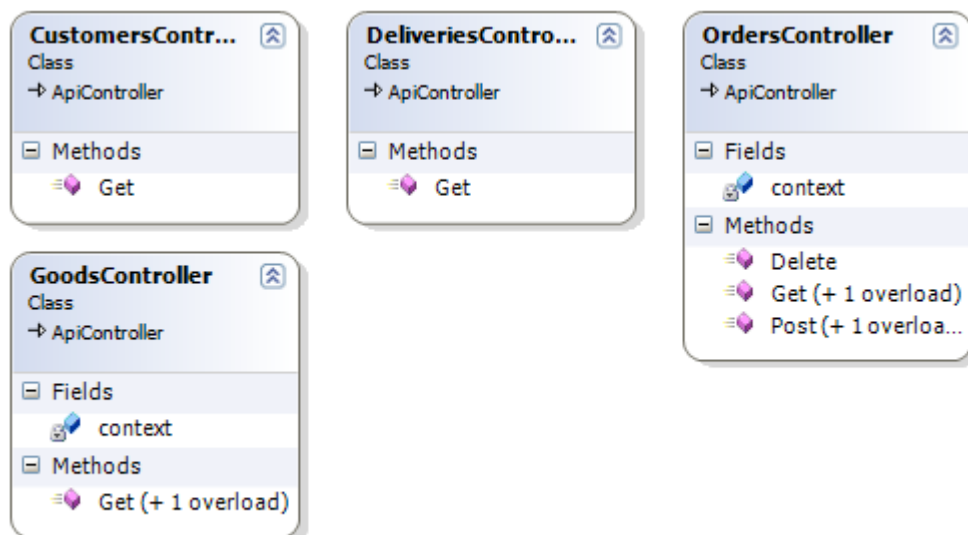 CustomersContr...
Class
ApiController
Methods
Get
DeliveriesContro...
Class
ApiController
Methods
Get
OrdersController
Class
ApiController
Fields
context
Methods
Delete
Get (+ 1 overload)
Post (+ 1 overloa...
GoodsController
Class
ApiController
Fields
context
Methods
Get (+ 1 overload)